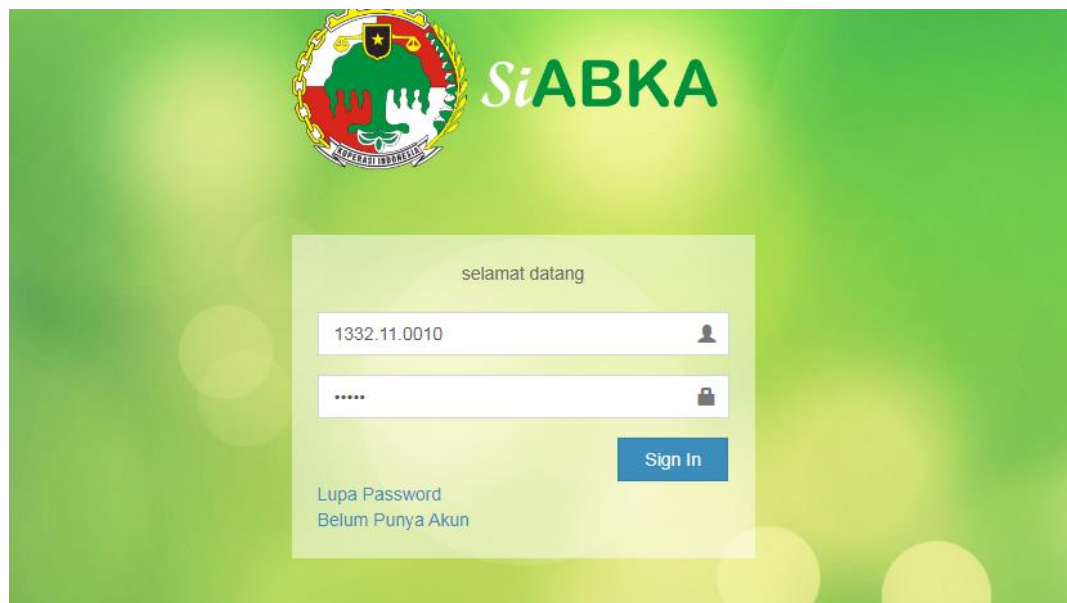 SiABKA
KOPERASI INDONESIA
selamat datang
1332.11.0010
•••••
Sign In
Lupa Password
Belum Punya Akun